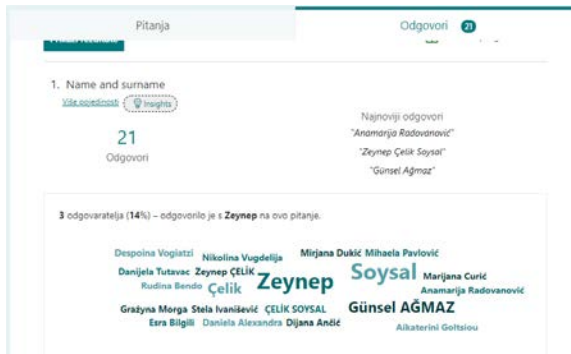 Pitanja
Odgovori 21
1. Name and surname
Više pojedinosti Insights
21
Odgovori
Najnoviji odgovori
"Anamarija Radovanović"
"Zeynep Çelik Soysal"
"Günsel Ağmaz"
3 odgovaratelja (14%) – odgovorilo je s Zeynep na ovo pitanje.
Despoina Vogiatzi Nikolina Vugdelija Mirjana Dukić Mihaela Pavlović
Danijela Tutavac Zeynep ÇELİK Zeynep Soysal Marijana Curić
Rudina Bendo Çelik Anamarija Radovanović
Grażyna Morga Stela Ivanišević ÇELİK SOYSAL Günsel AĞMAZ
Esra Bilgili Daniela Alexandra Dijana Ančić Aikaterini Goltsiou